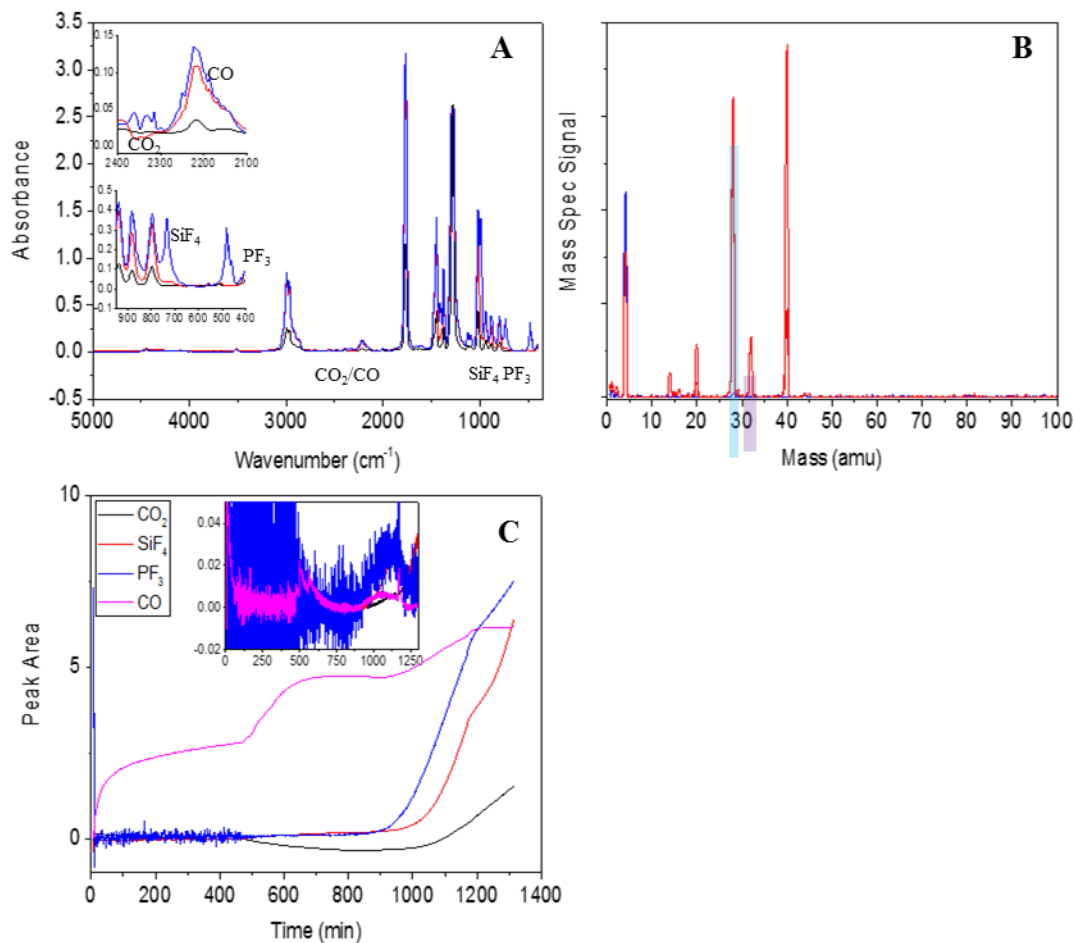 A
3.5
3.0
2.5
2.0
1.5
1.0
0.5
0.0
-0.5
Absorbance
5000 4000 3000 2000 1000
Wavenumber (cm⁻¹)
0.15
0.10
0.05
0.00
2400 2300 2200 2100
CO
CO₂
0.5
0.4
0.3
0.2
0.1
0.0
-0.1
900 800 700 600 500 400
SiF₄
PF₃
CO₂/CO
SiF₄ PF₃
B
Mass Spec Signal
0 10 20 30 40 50 60 70 80 90 100
Mass (amu)
C
10
5
0
Peak Area
0 200 400 600 800 1000 1200 1400
Time (min)
CO₂
SiF₄
PF₃
CO
0.04
0.02
0.00
-0.02
0 250 500 750 1000 1250